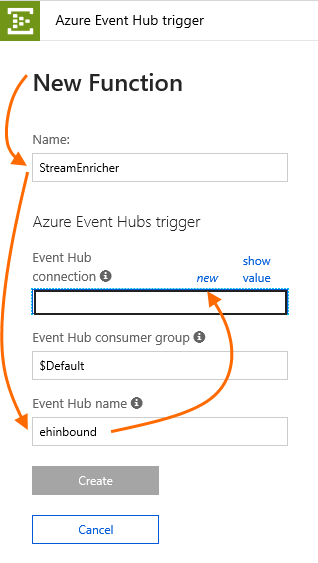 Azure Event Hub trigger
New Function
Name:
StreamEnricher
Azure Event Hubs trigger
Event Hub
connection
new
show
value
Event Hub consumer group
$Default
Event Hub name
ehinbound
Create
Cancel